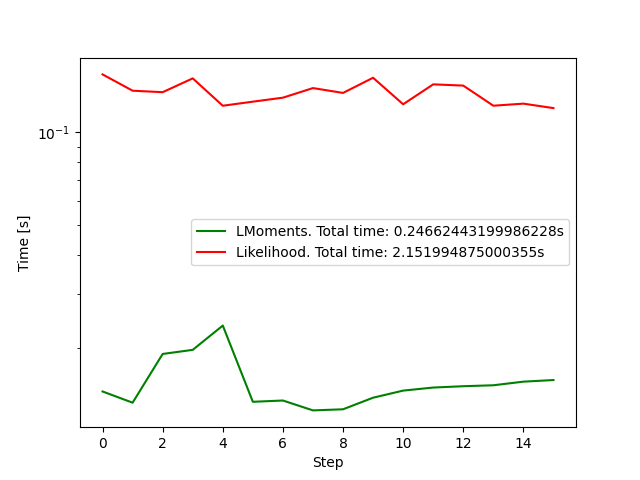 10⁻¹
Time [s]
LMoments. Total time: 0.24662443199986228s
Likelihood. Total time: 2.151994875000355s
0 2 4 6 8 10 12 14
Step